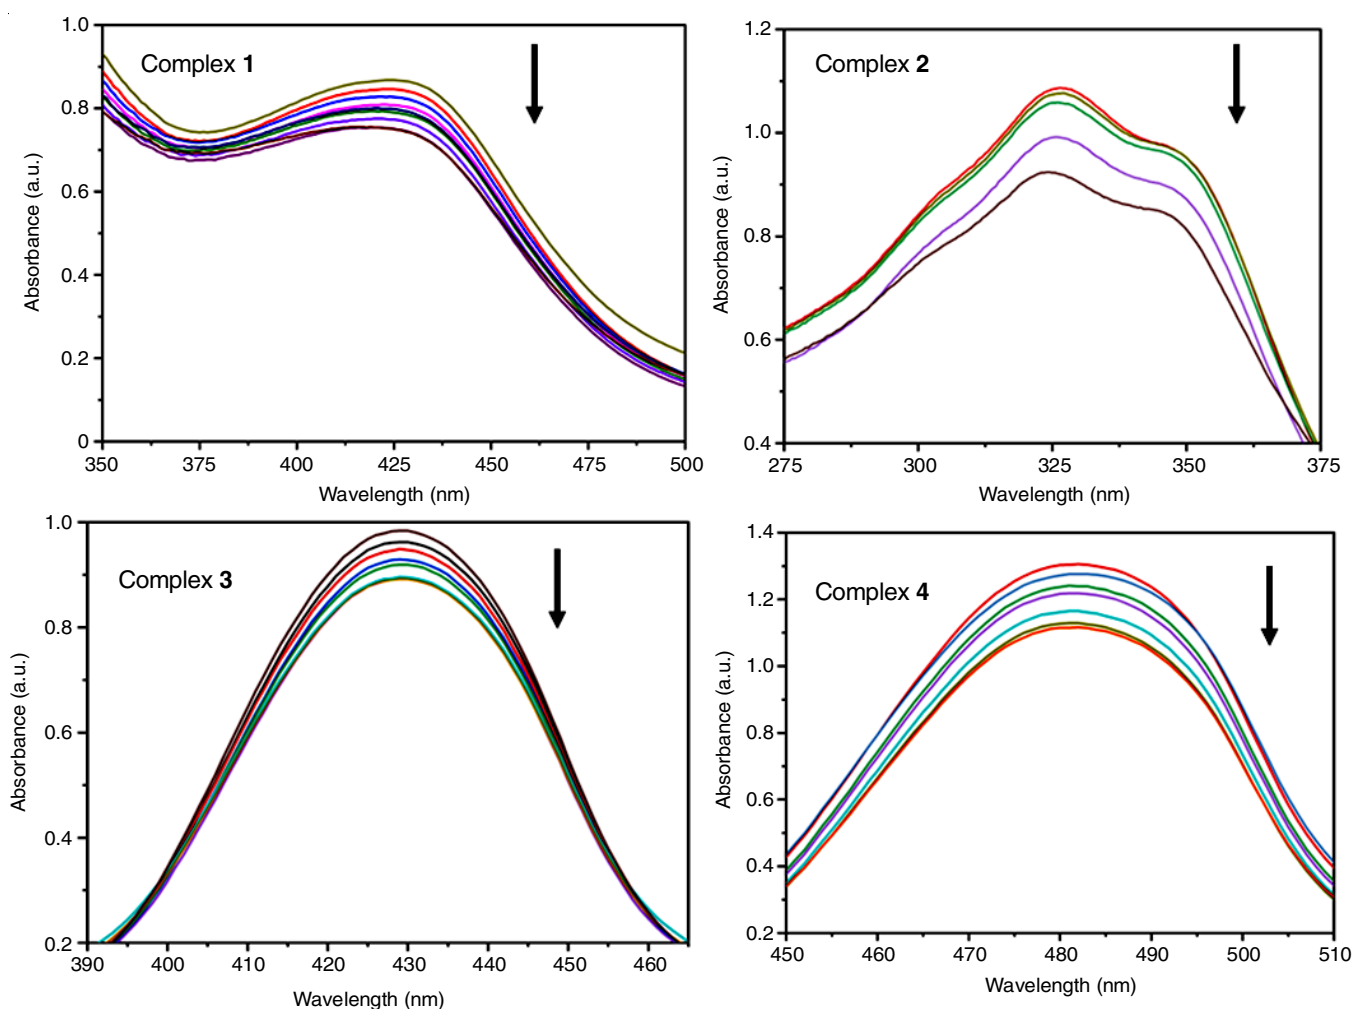 Complex 1
Absorbance (a.u.)
1.0
0.8
0.6
0.4
0.2
0
350 375 400 425 450 475 500
Wavelength (nm)
Complex 2
Absorbance (a.u.)
1.2
1.0
0.8
0.6
0.4
275 300 325 350 375
Wavelength (nm)
Complex 3
Absorbance (a.u.)
1.0
0.8
0.6
0.4
0.2
390 400 410 420 430 440 450 460
Wavelength (nm)
Complex 4
Absorbance (a.u.)
1.4
1.2
1.0
0.8
0.6
0.4
0.2
450 460 470 480 490 500 510
Wavelength (nm)